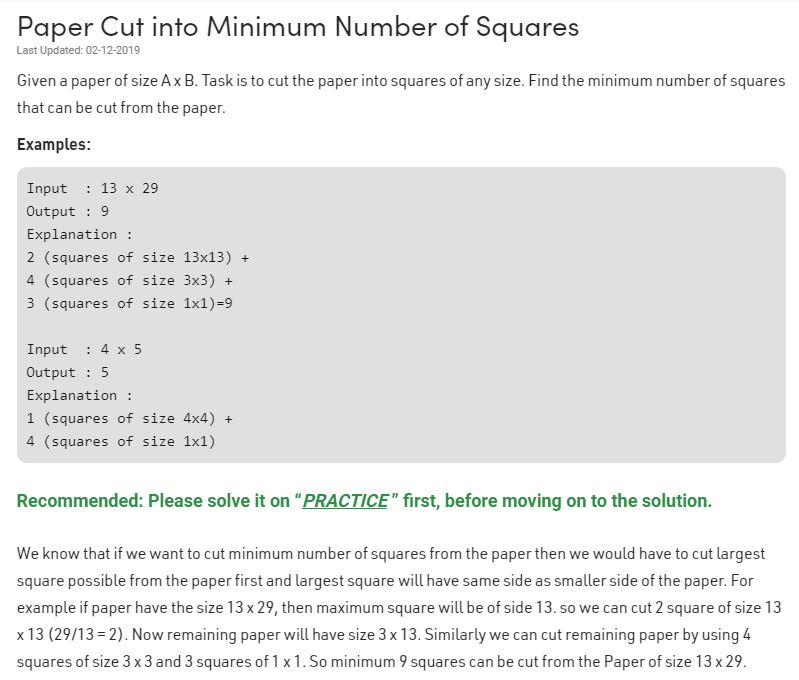 Paper Cut into Minimum Number of Squares
Last Updated: 02-12-2019
Given a paper of size A x B. Task is to cut the paper into squares of any size. Find the minimum number of squares
that can be cut from the paper.
Examples:
Input  : 13 x 29
Output : 9
Explanation :
2 (squares of size 13x13) +
4 (squares of size 3x3) +
3 (squares of size 1x1)=9
Input  : 4 x 5
Output : 5
Explanation :
1 (squares of size 4x4) +
4 (squares of size 1x1)
Recommended: Please solve it on “PRACTICE” first, before moving on to the solution.
We know that if we want to cut minimum number of squares from the paper then we would have to cut largest
square possible from the paper first and largest square will have same side as smaller side of the paper. For
example if paper have the size 13 x 29, then maximum square will be of side 13. so we can cut 2 square of size 13
x 13 (29/13 = 2). Now remaining paper will have size 3 x 13. Similarly we can cut remaining paper by using 4
squares of size 3 x 3 and 3 squares of 1 x 1. So minimum 9 squares can be cut from the Paper of size 13 x 29.